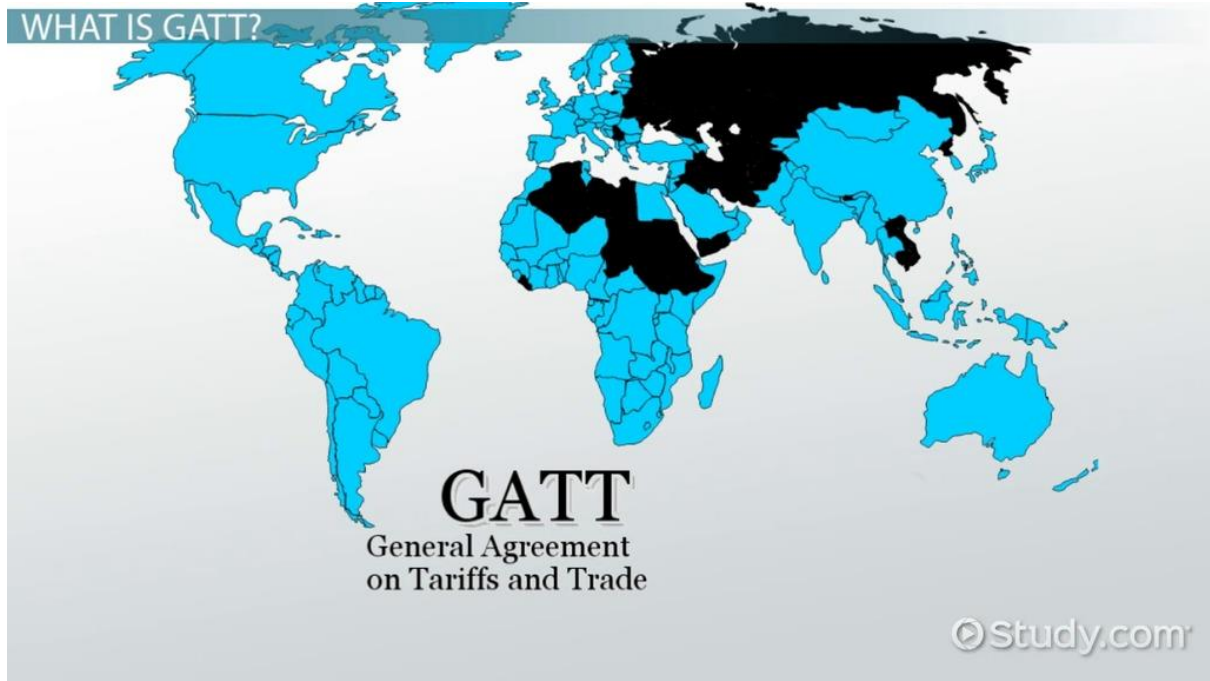 WHAT IS GATT?
GATT
General Agreement
on Tariffs and Trade
Study.com